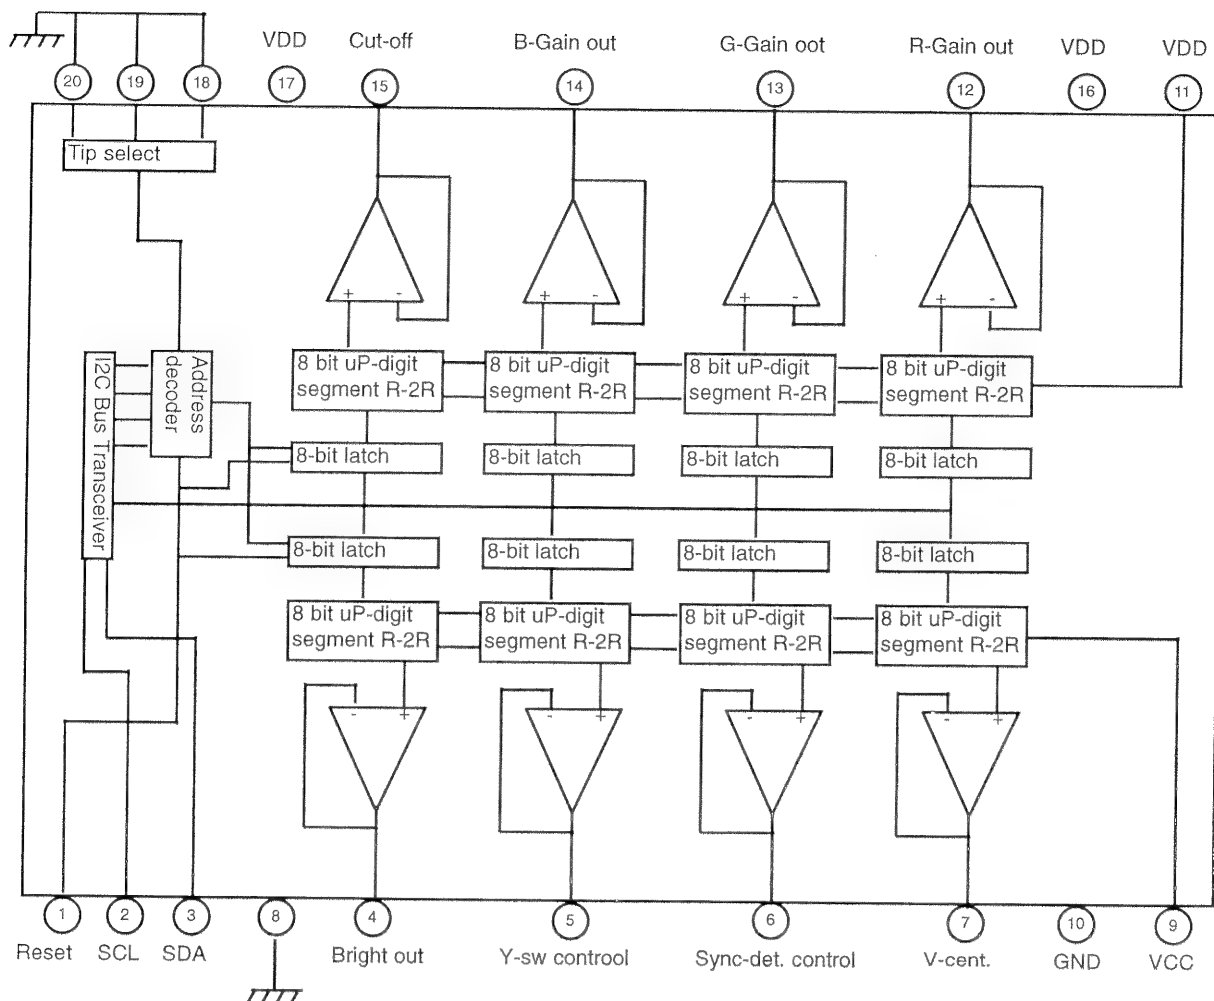 VDD Cut-off B-Gain out G-Gain oot R-Gain out VDD VDD
20 19 18 17 15 14 13 12 16 11
Tip select
+ - + - + - + -
I2C Bus Transceiver
Address
decoder
8 bit uP-digit
segment R-2R
8 bit uP-digit
segment R-2R
8 bit uP-digit
segment R-2R
8 bit uP-digit
segment R-2R
8-bit latch 8-bit latch 8-bit latch 8-bit latch
8-bit latch 8-bit latch 8-bit latch 8-bit latch
8 bit uP-digit
segment R-2R
8 bit uP-digit
segment R-2R
8 bit uP-digit
segment R-2R
8 bit uP-digit
segment R-2R
- + - + - + - +
1 2 3 8 4 5 6 7 10 9
Reset SCL SDA Bright out Y-sw controol Sync-det. control V-cent. GND VCC